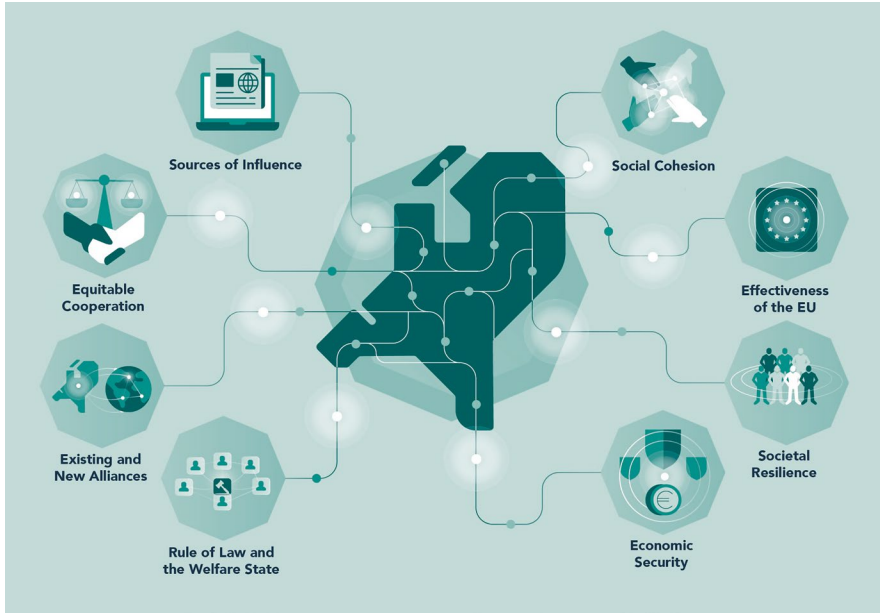 Sources of Influence
Social Cohesion
Equitable
Cooperation
Effectiveness
of the EU
Existing and
New Alliances
Societal
Resilience
Rule of Law and
the Welfare State
Economic
Security